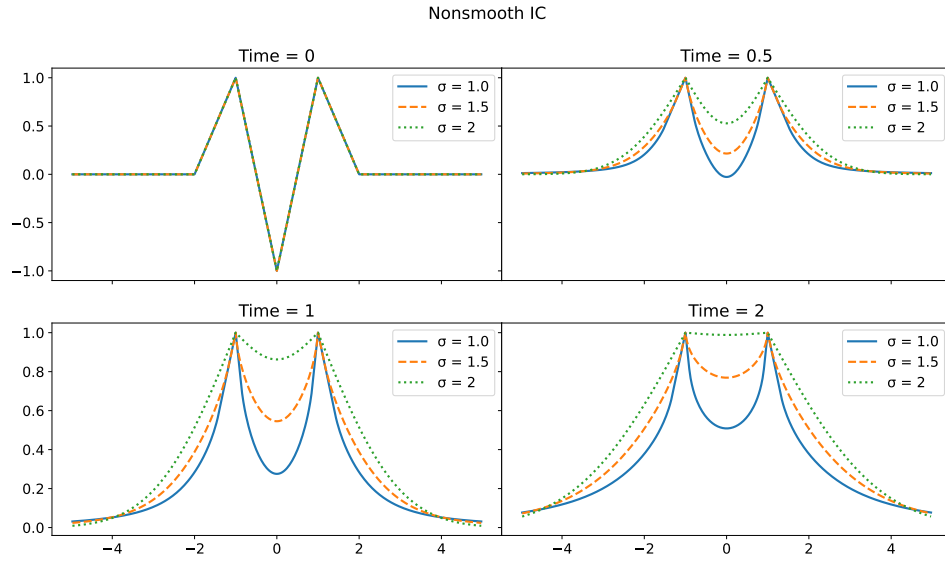 Nonsmooth IC
Time = 0
1.0
0.5
0.0
−0.5
−1.0
σ = 1.0
σ = 1.5
σ = 2
Time = 0.5
σ = 1.0
σ = 1.5
σ = 2
Time = 1
1.0
0.8
0.6
0.4
0.2
0.0
σ = 1.0
σ = 1.5
σ = 2
−4 −2 0 2 4
Time = 2
σ = 1.0
σ = 1.5
σ = 2
−4 −2 0 2 4